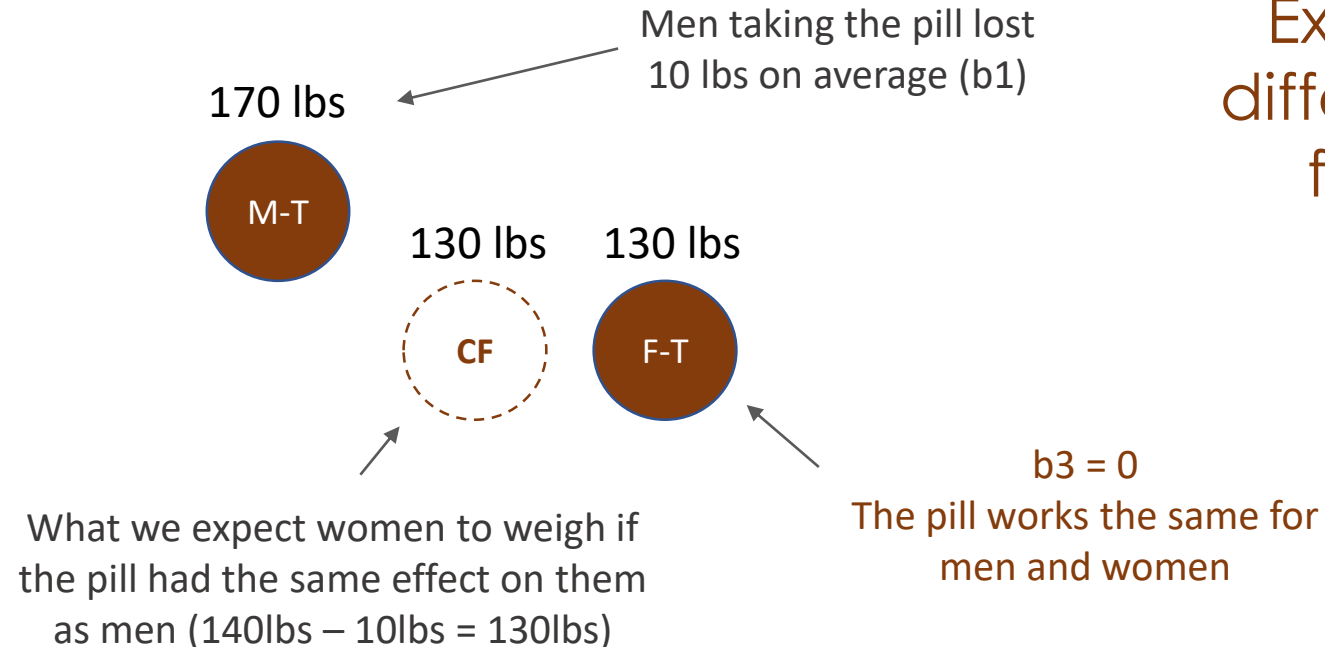 Men taking the pill lost
10 lbs on average (b1)
170 lbs
M-T
130 lbs
130 lbs
CF
F-T
b3 = 0
The pill works the same for
men and women
What we expect women to weigh if
the pill had the same effect on them
as men (140lbs – 10lbs = 130lbs)